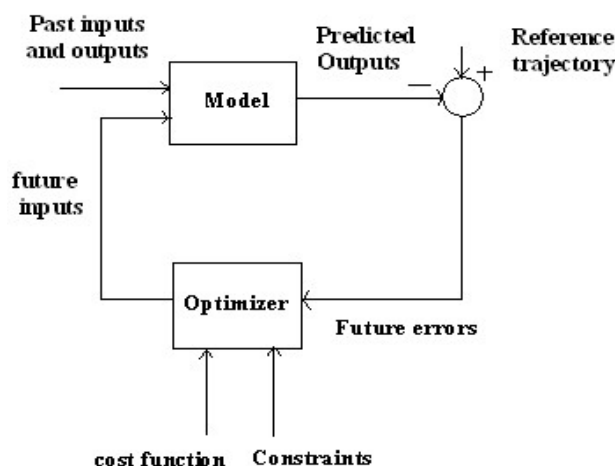 Past inputs
and outputs
Predicted
Outputs
Reference
trajectory
−
+
Model
future
inputs
Optimizer
Future errors
cost function
Constraints